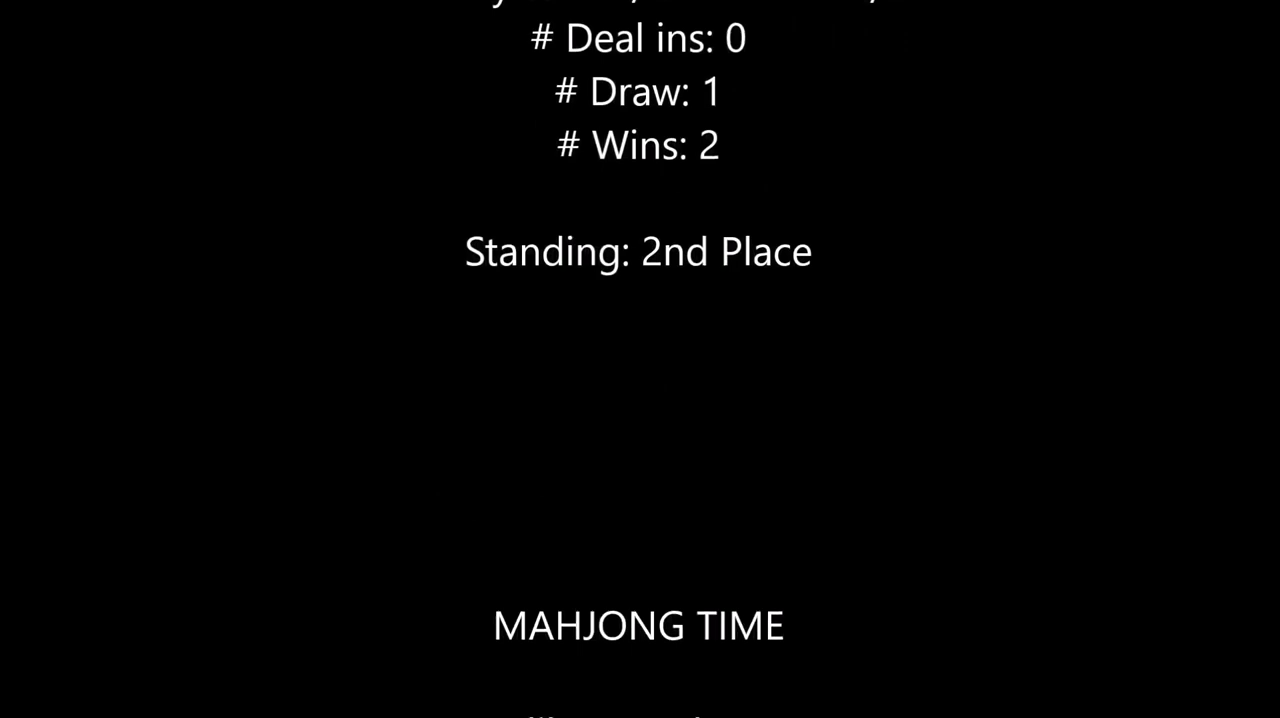 # Deal ins: 0
# Draw: 1
# Wins: 2
Standing: 2nd Place
MAHJONG TIME